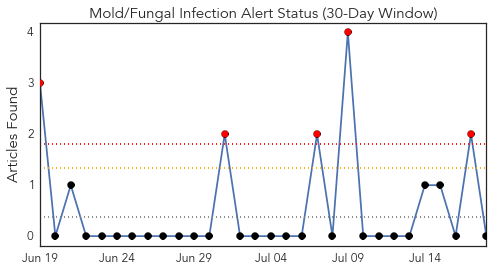 Mold/Fungal Infection Alert Status (30-Day Window)
Articles Found
4
3
2
1
0
Jun 19 Jun 24 Jun 29 Jul 04 Jul 09 Jul 14